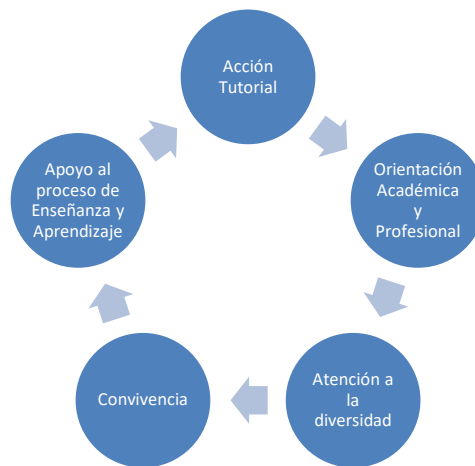 Acción
Tutorial
Orientación
Académica
y
Profesional
Atención a
la
diversidad
Convivencia
Apoyo al
proceso de
Enseñanza y
Aprendizaje